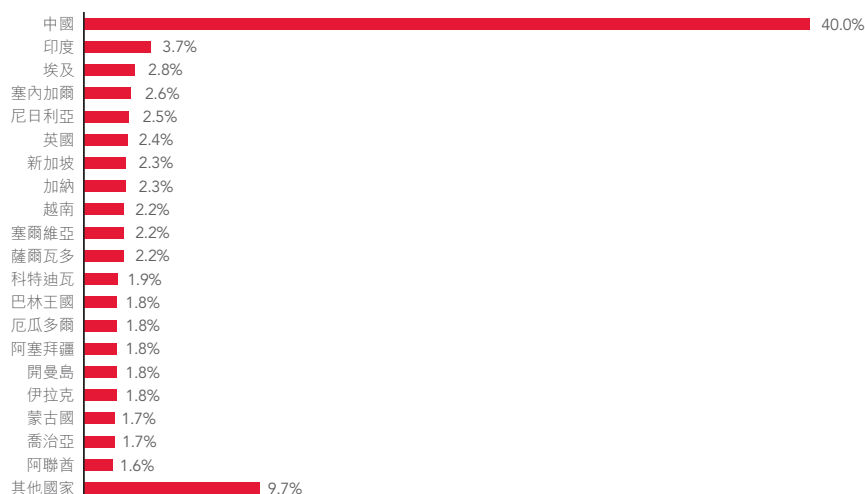 中國 40.0%
印度 3.7%
埃及 2.8%
塞內加爾 2.6%
尼日利亞 2.5%
英國 2.4%
新加坡 2.3%
加納 2.3%
越南 2.2%
塞爾維亞 2.2%
薩爾瓦多 2.2%
科特迪瓦 1.9%
巴林王國 1.8%
厄瓜多爾 1.8%
阿塞拜疆 1.8%
開曼島 1.8%
伊拉克 1.8%
蒙古國 1.7%
喬治亞 1.7%
阿聯酋 1.6%
其他國家 9.7%